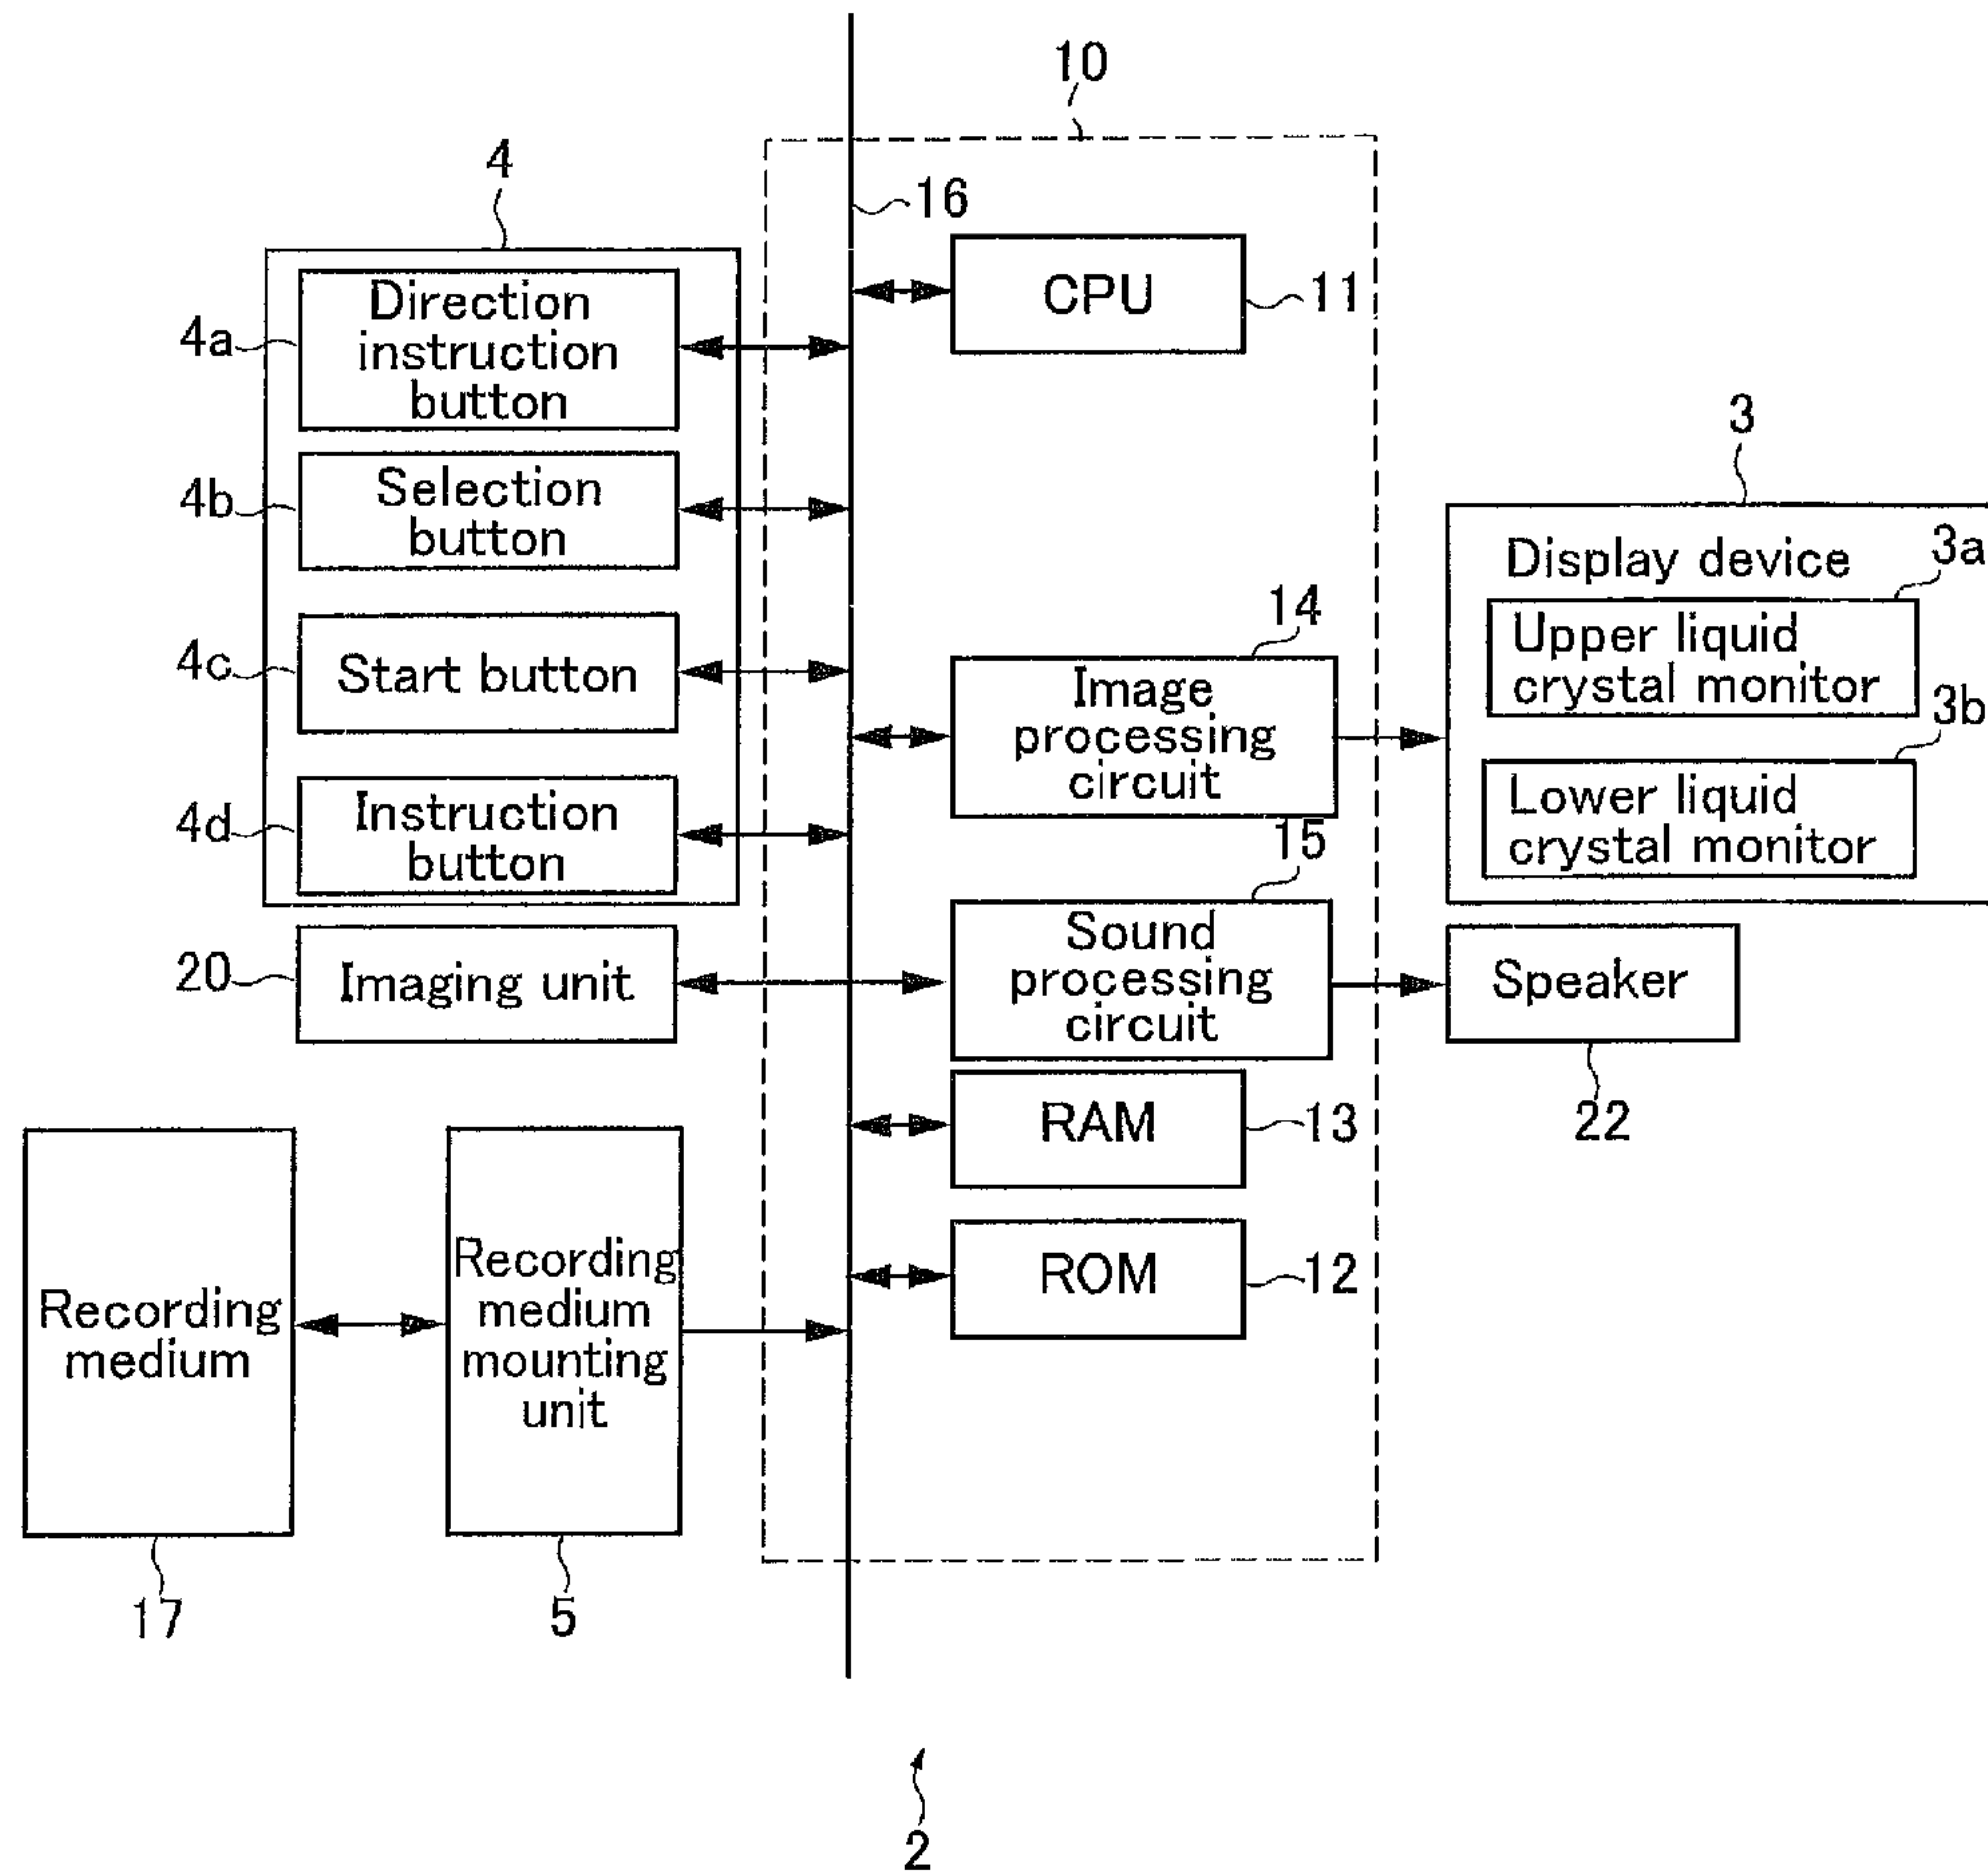 10
4
16
Direction
instruction
button
4a
CPU
11
3
4b
Selection
button
Display device
3a
14
Upper liquid
crystal monitor
4c
Start button
Image
processing
circuit
3b
4d
Instruction
button
Lower liquid
crystal monitor
15
20
Imaging unit
Sound
processing
circuit
Speaker
22
RAM
13
Recording
medium
Recording
medium
mounting
unit
ROM
12
17
5
2